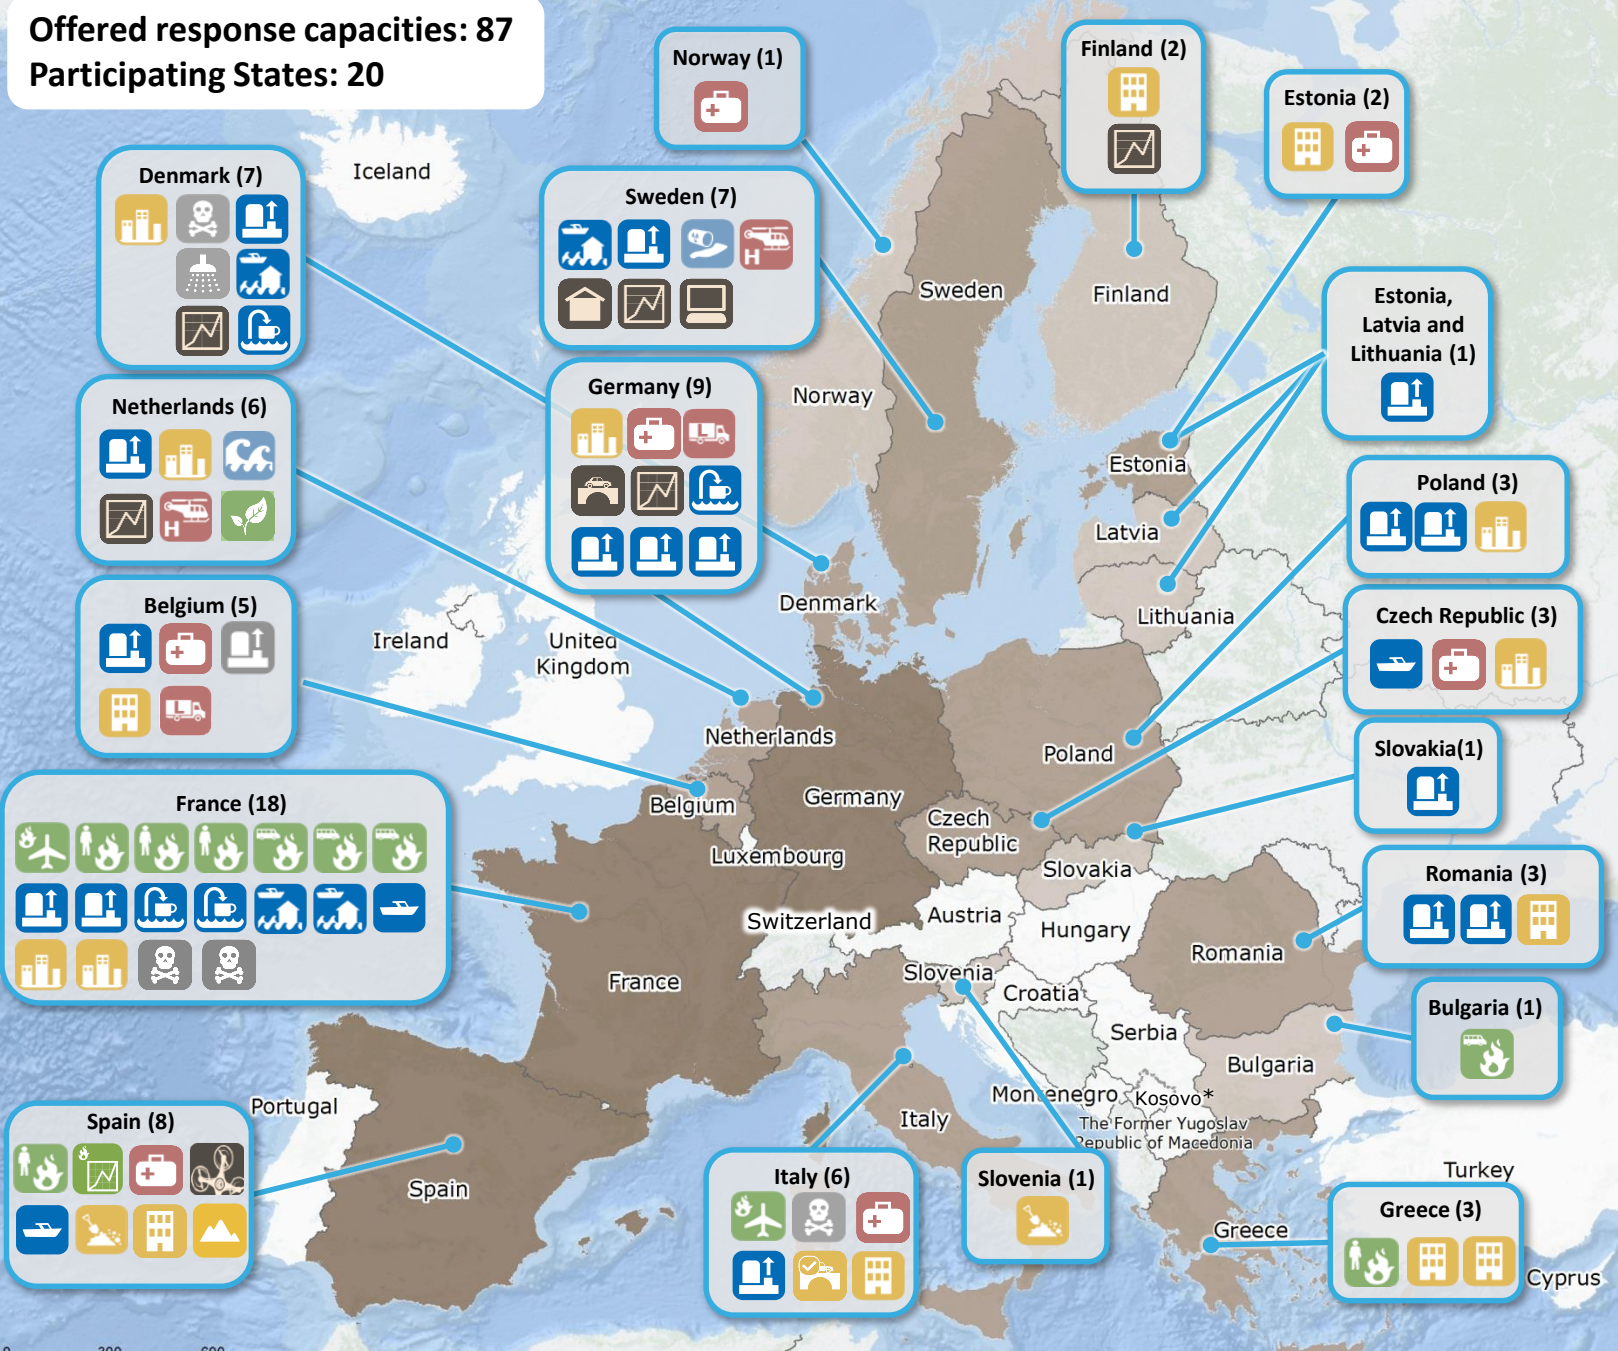 Offered response capacities: 87
Participating States: 20
Norway (1)
Finland (2)
Estonia (2)
Denmark (7)
Iceland
Sweden (7)
H
Sweden
Finland
Estonia,
Latvia and
Lithuania (1)
Germany (9)
Netherlands (6)
H
Norway
Estonia
Latvia
Poland (3)
Belgium (5)
Denmark
Lithuania
Czech Republic (3)
Ireland
United
Kingdom
Netherlands
Poland
Slovakia(1)
France (18)
Belgium
Germany
Czech
Republic
Luxembourg
Slovakia
Romania (3)
Switzerland
Austria
Hungary
Romania
France
Slovenia
Croatia
Bulgaria (1)
Serbia
Bulgaria
Montenegro
Kosovo*
Portugal
Spain (8)
Italy
The Former Yugoslav
Republic of Macedonia
Spain
Italy (6)
Slovenia (1)
Turkey
Greece (3)
Greece
Cyprus
0 300 600